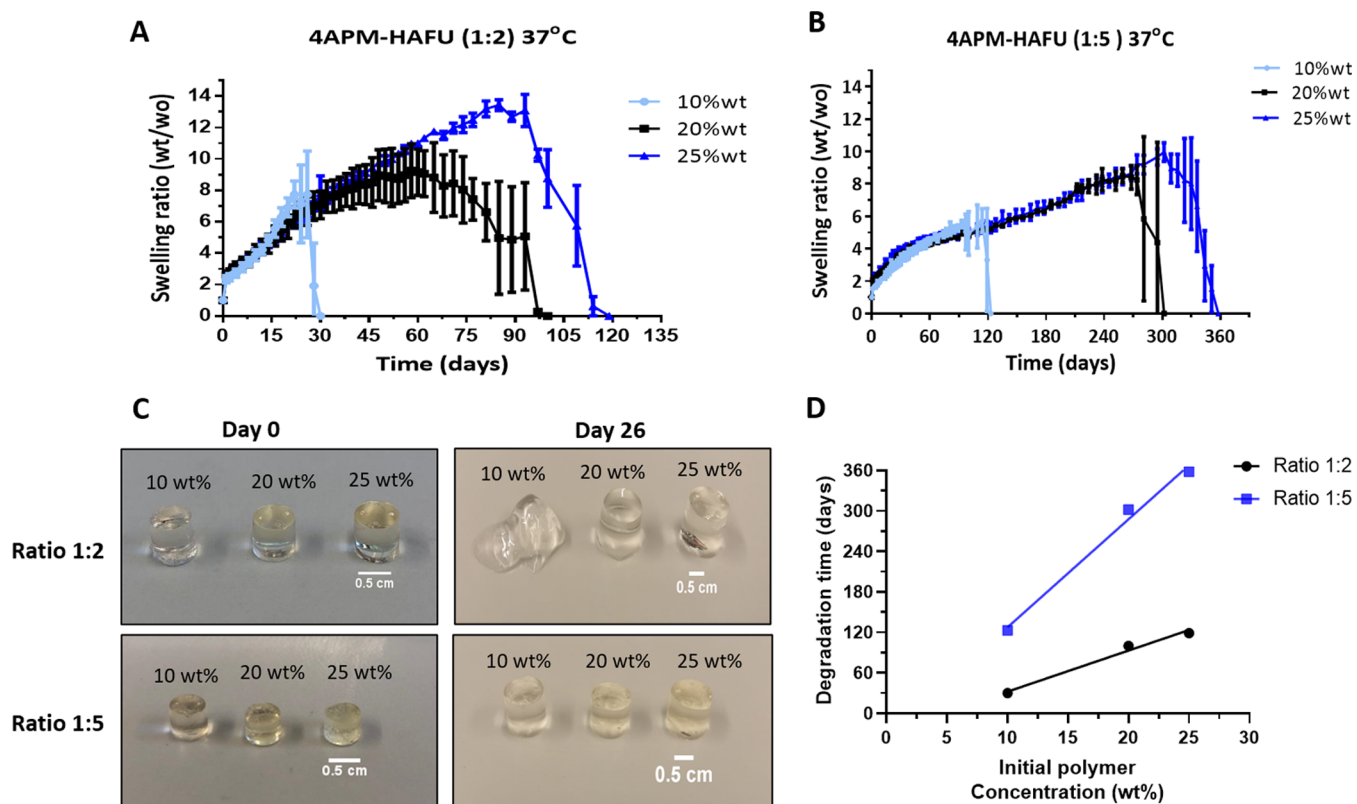 A
4APM-HAFU (1:2) 37°C
Swelling ratio (wt/wo)
14
12
10
8
6
4
2
0
0 15 30 45 60 75 90 105 120 135
Time (days)
10%wt
20%wt
25%wt
B
4APM-HAFU (1:5 ) 37°C
Swelling ratio (wt/wo)
14
12
10
8
6
4
2
0
0 60 120 180 240 300 360
Time (days)
10%wt
20%wt
25%wt
C
Day 0
Day 26
Ratio 1:2
10 wt% 20 wt% 25 wt%
0.5 cm
10 wt% 20 wt% 25 wt%
0.5 cm
Ratio 1:5
10 wt% 20 wt% 25 wt%
0.5 cm
10 wt% 20 wt% 25 wt%
0.5 cm
D
Degradation time (days)
360
300
240
180
120
60
0
0 5 10 15 20 25 30
Initial polymer
Concentration (wt%)
Ratio 1:2
Ratio 1:5